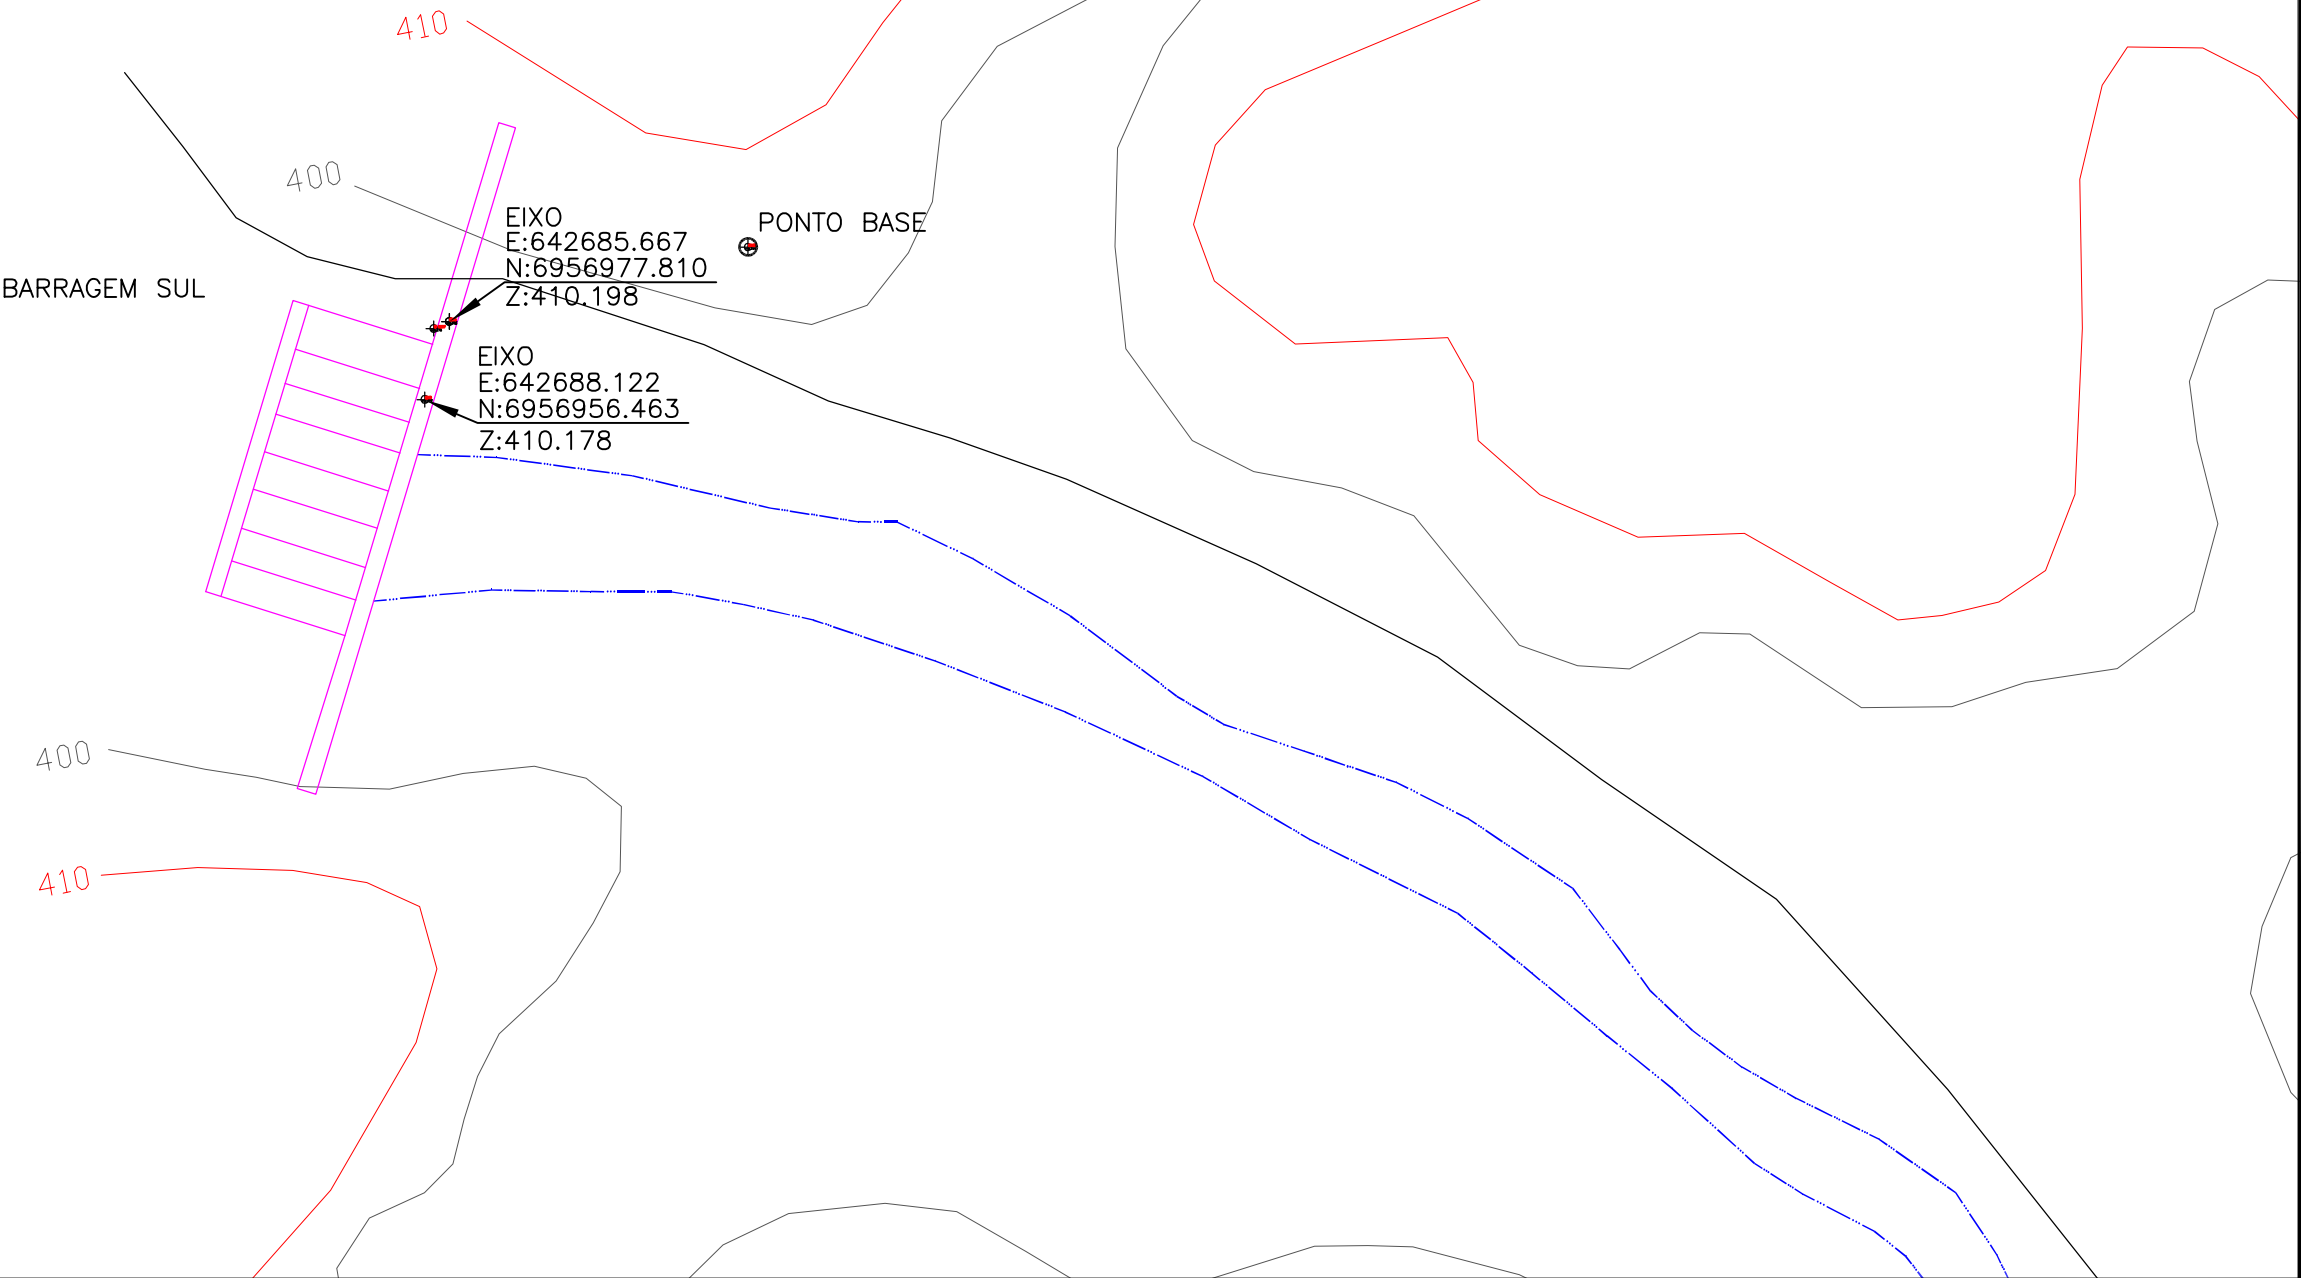 410
400
EIXO
E:642685.667
N:6956977.810
Z:410.198
PONTO BASE
BARRAGEM SUL
EIXO
E:642688.122
N:6956956.463
Z:410.178
400
410